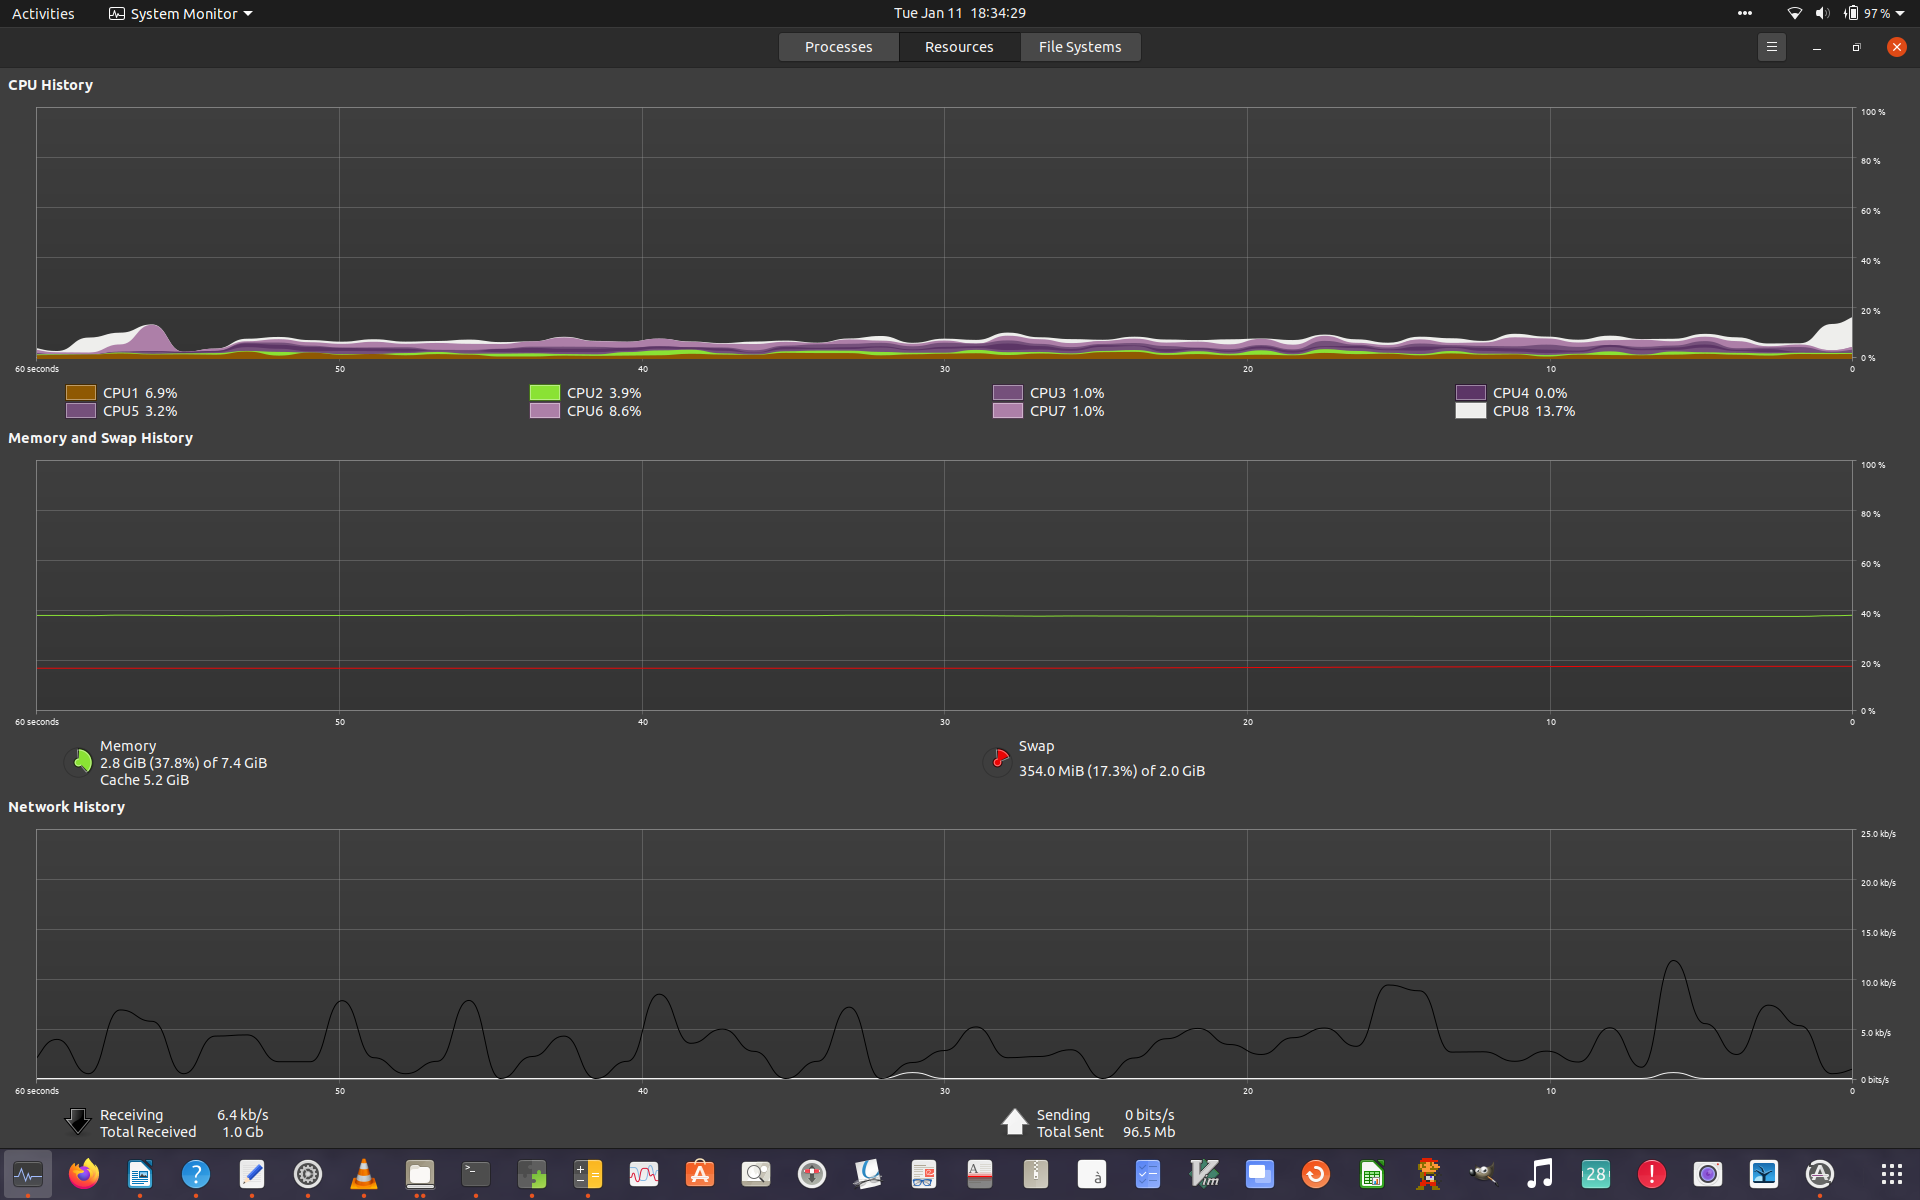 Activities System Monitor Tue Jan 11 18:34:29 97 %
Processes Resources File Systems
CPU History
100 %
80 %
60 %
40 %
20 %
0 %
60 seconds 50 40 30 20 10 0
CPU1 6.9% CPU2 3.9% CPU3 1.0% CPU4 0.0%
CPU5 3.2% CPU6 8.6% CPU7 1.0% CPU8 13.7%
Memory and Swap History
100 %
80 %
60 %
40 %
20 %
0 %
60 seconds 50 40 30 20 10 0
Memory
2.8 GiB (37.8%) of 7.4 GiB
Cache 5.2 GiB
Swap
354.0 MiB (17.3%) of 2.0 GiB
Network History
25.0 kb/s
20.0 kb/s
15.0 kb/s
10.0 kb/s
5.0 kb/s
0 bits/s
60 seconds 50 40 30 20 10 0
Receiving 6.4 kb/s
Total Received 1.0 Gb
Sending 0 bits/s
Total Sent 96.5 Mb
? >_ A A à Vim 28 !